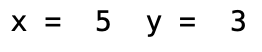 x =  5  y =  3